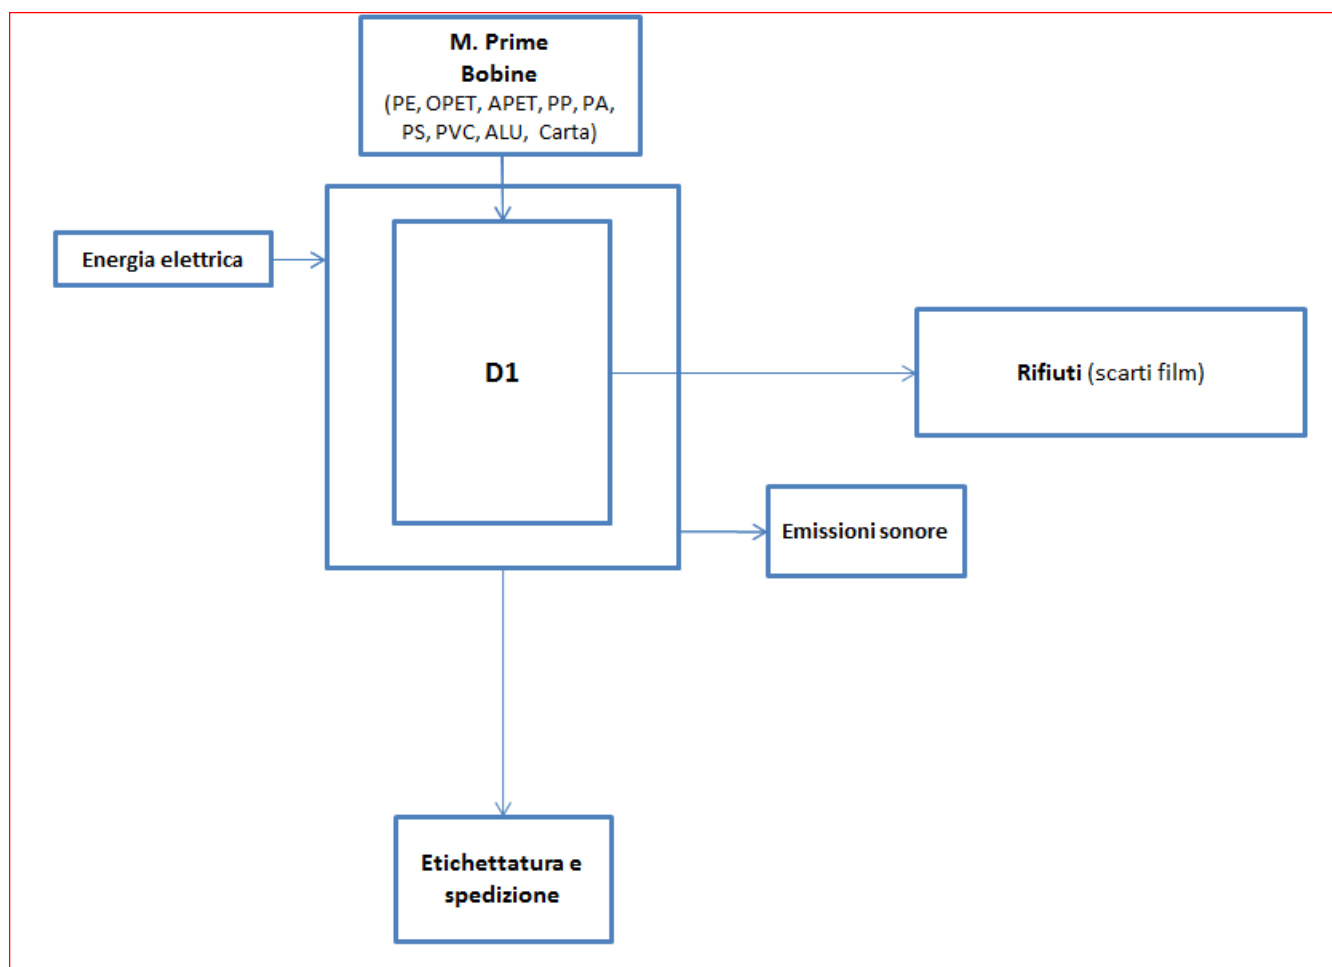 M. Prime
Bobine
(PE, OPET, APET, PP, PA,
PS, PVC, ALU, Carta)
Energia elettrica
D1
Rifiuti (scarti film)
Emissioni sonore
Etichettatura e
spedizione